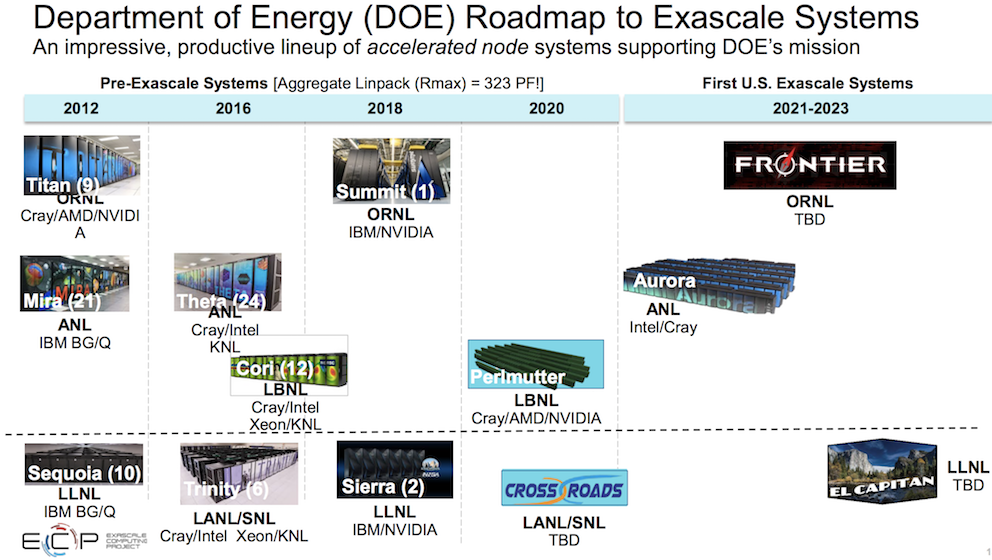 Department of Energy (DOE) Roadmap to Exascale Systems
An impressive, productive lineup of accelerated node systems supporting DOE's mission
Pre-Exascale Systems [Aggregate Linpack (Rmax) = 323 PF!]
First U.S. Exascale Systems
2012
2016
2018
2020
2021-2023
Titan (9)
ORNL
Cray/AMD/NVIDI
A
Summit (1)
ORNL
IBM/NVIDIA
FRONTIER
ORNL
TBD
Mira (21)
ANL
IBM BG/Q
Theta (24)
ANL
Cray/Intel
KNL
Aurora
Aurora
ANL
Intel/Cray
Cori (12)
LBNL
Cray/Intel
Xeon/KNL
Perlmutter
LBNL
Cray/AMD/NVIDIA
Sequoia (10)
LLNL
IBM BG/Q
Trinity (6)
LANL/SNL
Cray/Intel Xeon/KNL
Sierra (2)
LLNL
IBM/NVIDIA
CROSSROADS
LANL/SNL
TBD
EL CAPITAN
LLNL
TBD
ECP
EXASCALE
COMPUTING
PROJECT
1